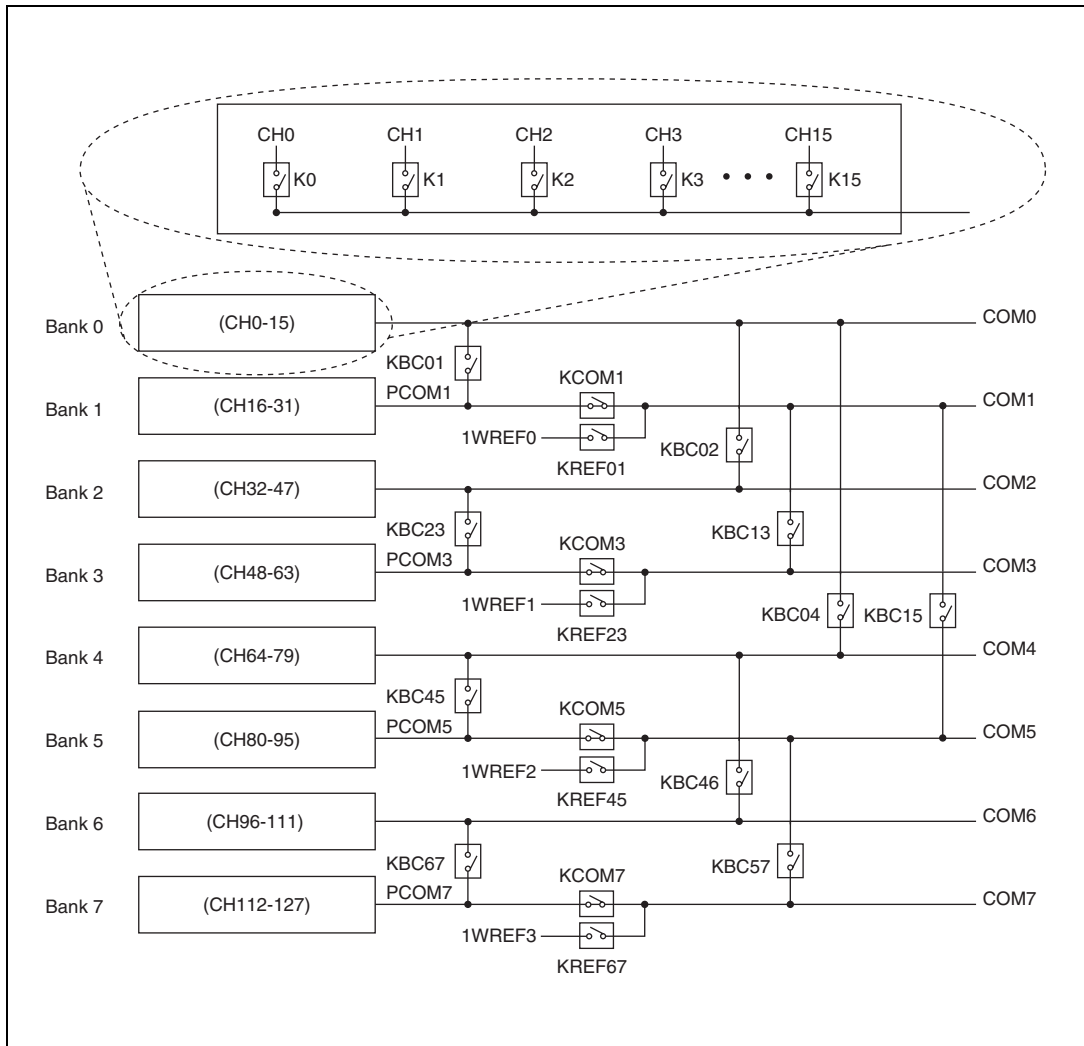 CH0 CH1 CH2 CH3 CH15
K0 K1 K2 K3 • • • K15
Bank 0 (CH0-15) COM0
KBC01 KCOM1
Bank 1 (CH16-31) PCOM1 COM1
1WREF0 KREF01 KBC02
Bank 2 (CH32-47) COM2
KBC23 KCOM3 KBC13
Bank 3 (CH48-63) PCOM3 COM3
1WREF1 KREF23 KBC04 KBC15
Bank 4 (CH64-79) COM4
KBC45 KCOM5
Bank 5 (CH80-95) PCOM5 COM5
1WREF2 KREF45 KBC46
Bank 6 (CH96-111) COM6
KBC67 KCOM7 KBC57
Bank 7 (CH112-127) PCOM7 COM7
1WREF3 KREF67